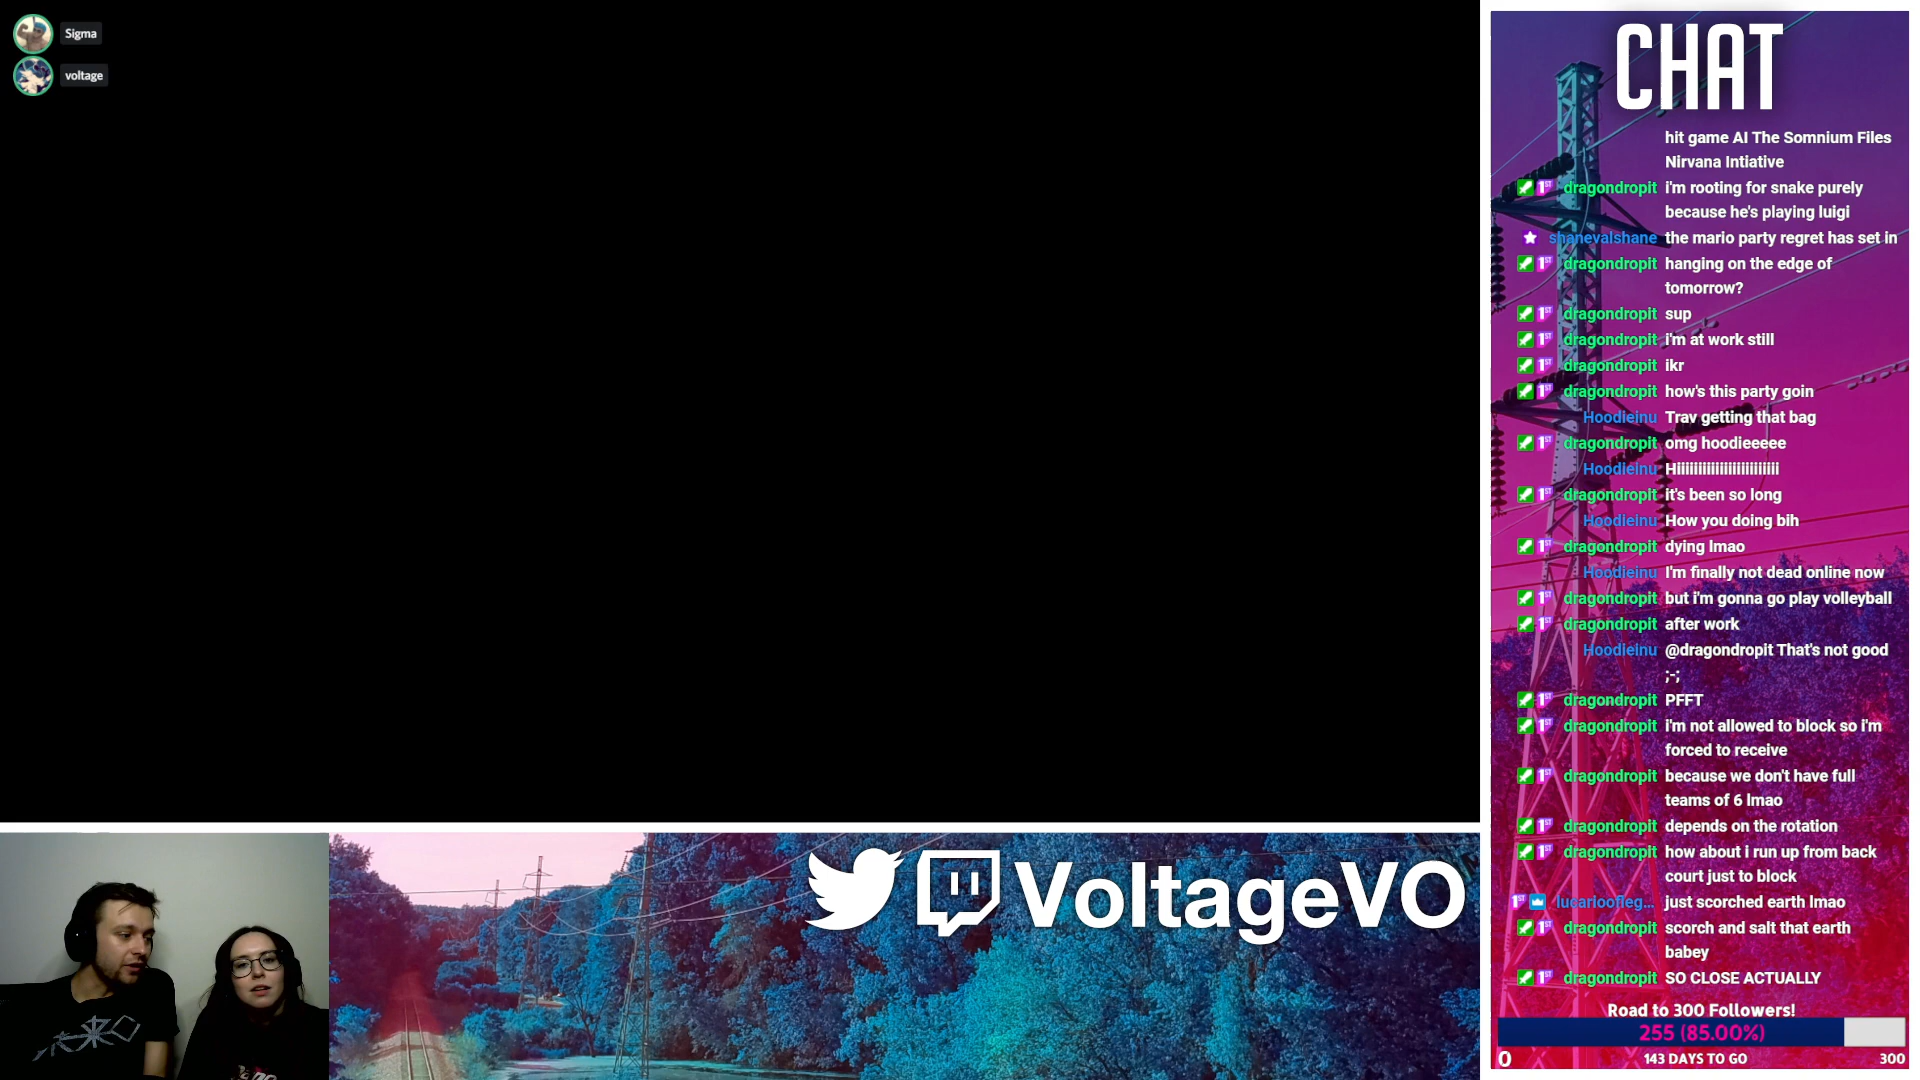 Sigma
voltage
CHAT
hit game AI The Somnium Files
Nirvana Intiative
dragondropit i'm rooting for snake purely
because he's playing luigi
shanevalshane the mario party regret has set in
dragondropit hanging on the edge of
tomorrow?
dragondropit sup
dragondropit i'm at work still
dragondropit ikr
dragondropit how's this party goin
HoodieInu Trav getting that bag
dragondropit omg hoodieeeee
HoodieInu Hiiiiiiiiiiiiiiiiiiiiiiii
dragondropit it's been so long
HoodieInu How you doing bih
dragondropit dying lmao
HoodieInu I'm finally not dead online now
dragondropit but i'm gonna go play volleyball
dragondropit after work
HoodieInu @dragondropit That's not good
;-;
dragondropit PFFT
dragondropit i'm not allowed to block so i'm
forced to receive
dragondropit because we don't have full
teams of 6 lmao
dragondropit depends on the rotation
dragondropit how about i run up from back
court just to block
lucarioofleg... just scorched earth lmao
dragondropit scorch and salt that earth
babey
dragondropit SO CLOSE ACTUALLY
Road to 300 Followers!
255 (85.00%)
0 143 DAYS TO GO 300
VoltageVO